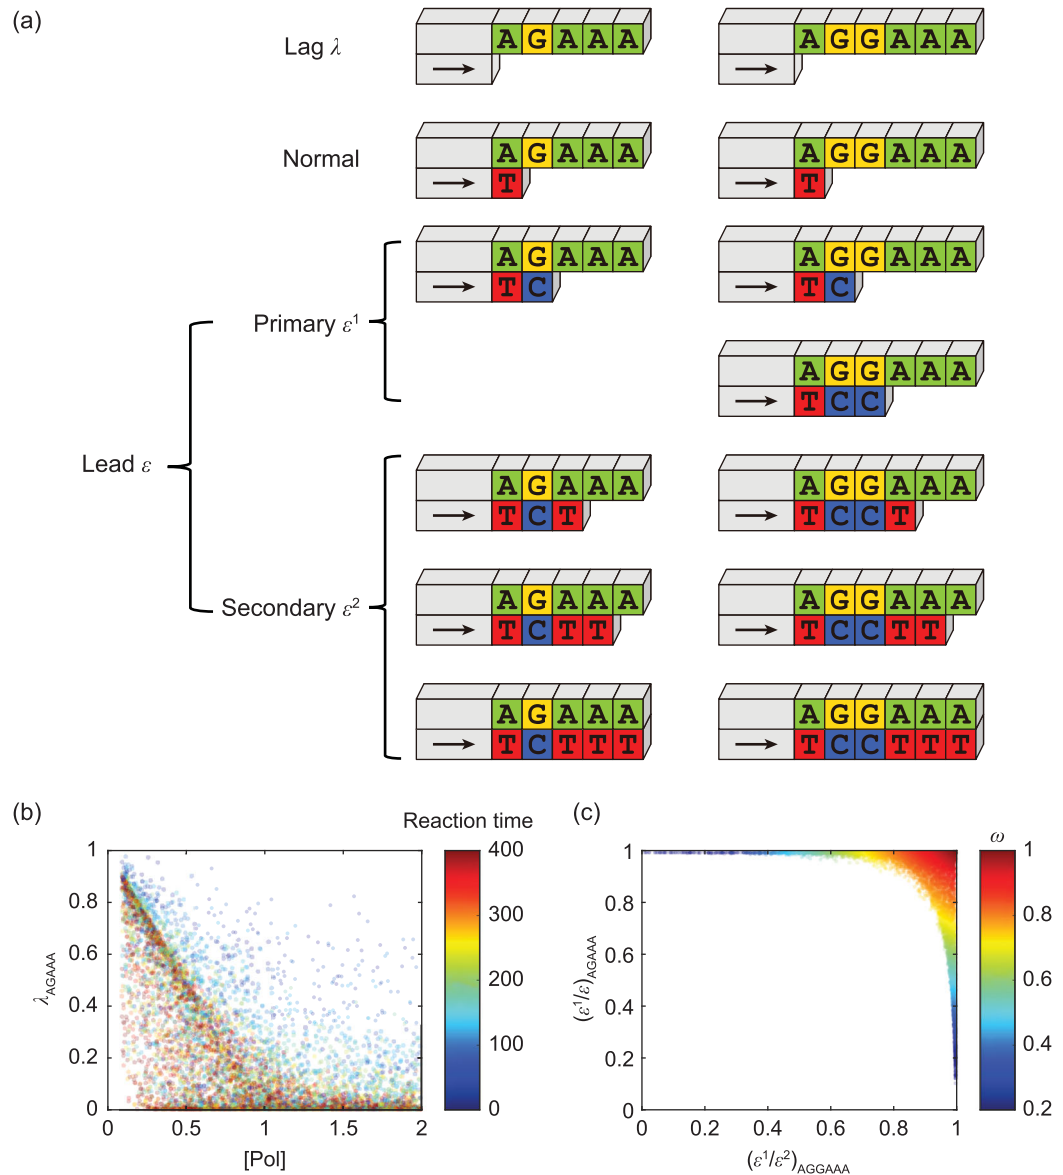 (a)
Lag λ
A G A A A
A G G A A A
Normal
A G A A A
T
A G G A A A
T
Primary ε¹
A G A A A
T C
A G G A A A
T C
A G G A A A
T C C
Lead ε
Secondary ε²
A G A A A
T C T
A G G A A A
T C C T
A G A A A
T C T T
A G G A A A
T C C T T
A G A A A
T C T T T
A G G A A A
T C C T T T
(b)
Reaction time
1
0.8
0.6
0.4
0.2
0
λ_AGAAA
0
0.5
1
1.5
2
[Pol]
400
300
200
100
0
(c)
ω
1
0.8
0.6
0.4
0.2
0
(ε¹/ε)_AGAAA
0
0.2
0.4
0.6
0.8
1
(ε¹/ε²)_AGGAAA
1
0.8
0.6
0.4
0.2